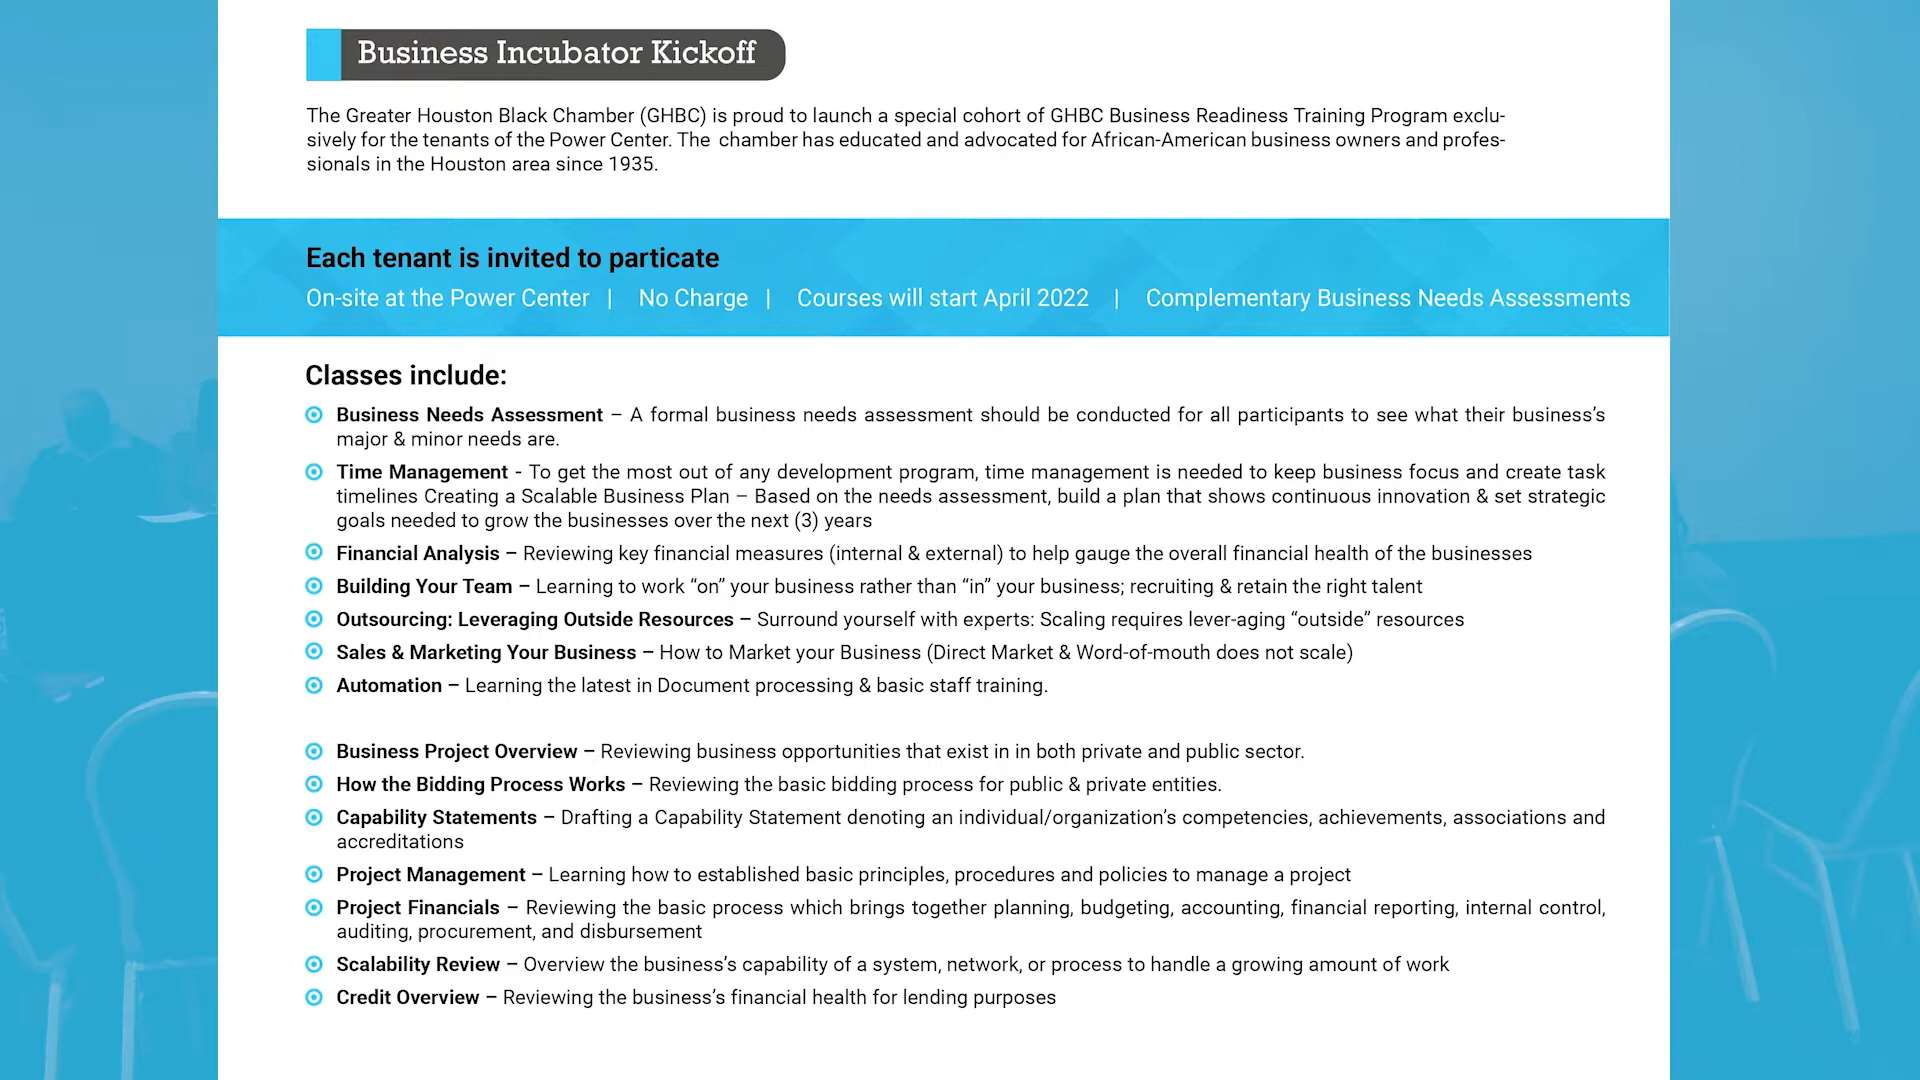 Business Incubator Kickoff
The Greater Houston Black Chamber (GHBC) is proud to launch a special cohort of GHBC Business Readiness Training Program exclu-
sively for the tenants of the Power Center. The chamber has educated and advocated for African-American business owners and profes-
sionals in the Houston area since 1935.
Each tenant is invited to particate
On-site at the Power Center | No Charge | Courses will start April 2022 | Complementary Business Needs Assessments
Classes include:
Business Needs Assessment – A formal business needs assessment should be conducted for all participants to see what their business’s
major & minor needs are.
Time Management - To get the most out of any development program, time management is needed to keep business focus and create task
timelines Creating a Scalable Business Plan – Based on the needs assessment, build a plan that shows continuous innovation & set strategic
goals needed to grow the businesses over the next (3) years
Financial Analysis – Reviewing key financial measures (internal & external) to help gauge the overall financial health of the businesses
Building Your Team – Learning to work “on” your business rather than “in” your business; recruiting & retain the right talent
Outsourcing: Leveraging Outside Resources – Surround yourself with experts: Scaling requires lever-aging “outside” resources
Sales & Marketing Your Business – How to Market your Business (Direct Market & Word-of-mouth does not scale)
Automation – Learning the latest in Document processing & basic staff training.
Business Project Overview – Reviewing business opportunities that exist in in both private and public sector.
How the Bidding Process Works – Reviewing the basic bidding process for public & private entities.
Capability Statements – Drafting a Capability Statement denoting an individual/organization’s competencies, achievements, associations and
accreditations
Project Management – Learning how to established basic principles, procedures and policies to manage a project
Project Financials – Reviewing the basic process which brings together planning, budgeting, accounting, financial reporting, internal control,
auditing, procurement, and disbursement
Scalability Review – Overview the business’s capability of a system, network, or process to handle a growing amount of work
Credit Overview – Reviewing the business’s financial health for lending purposes